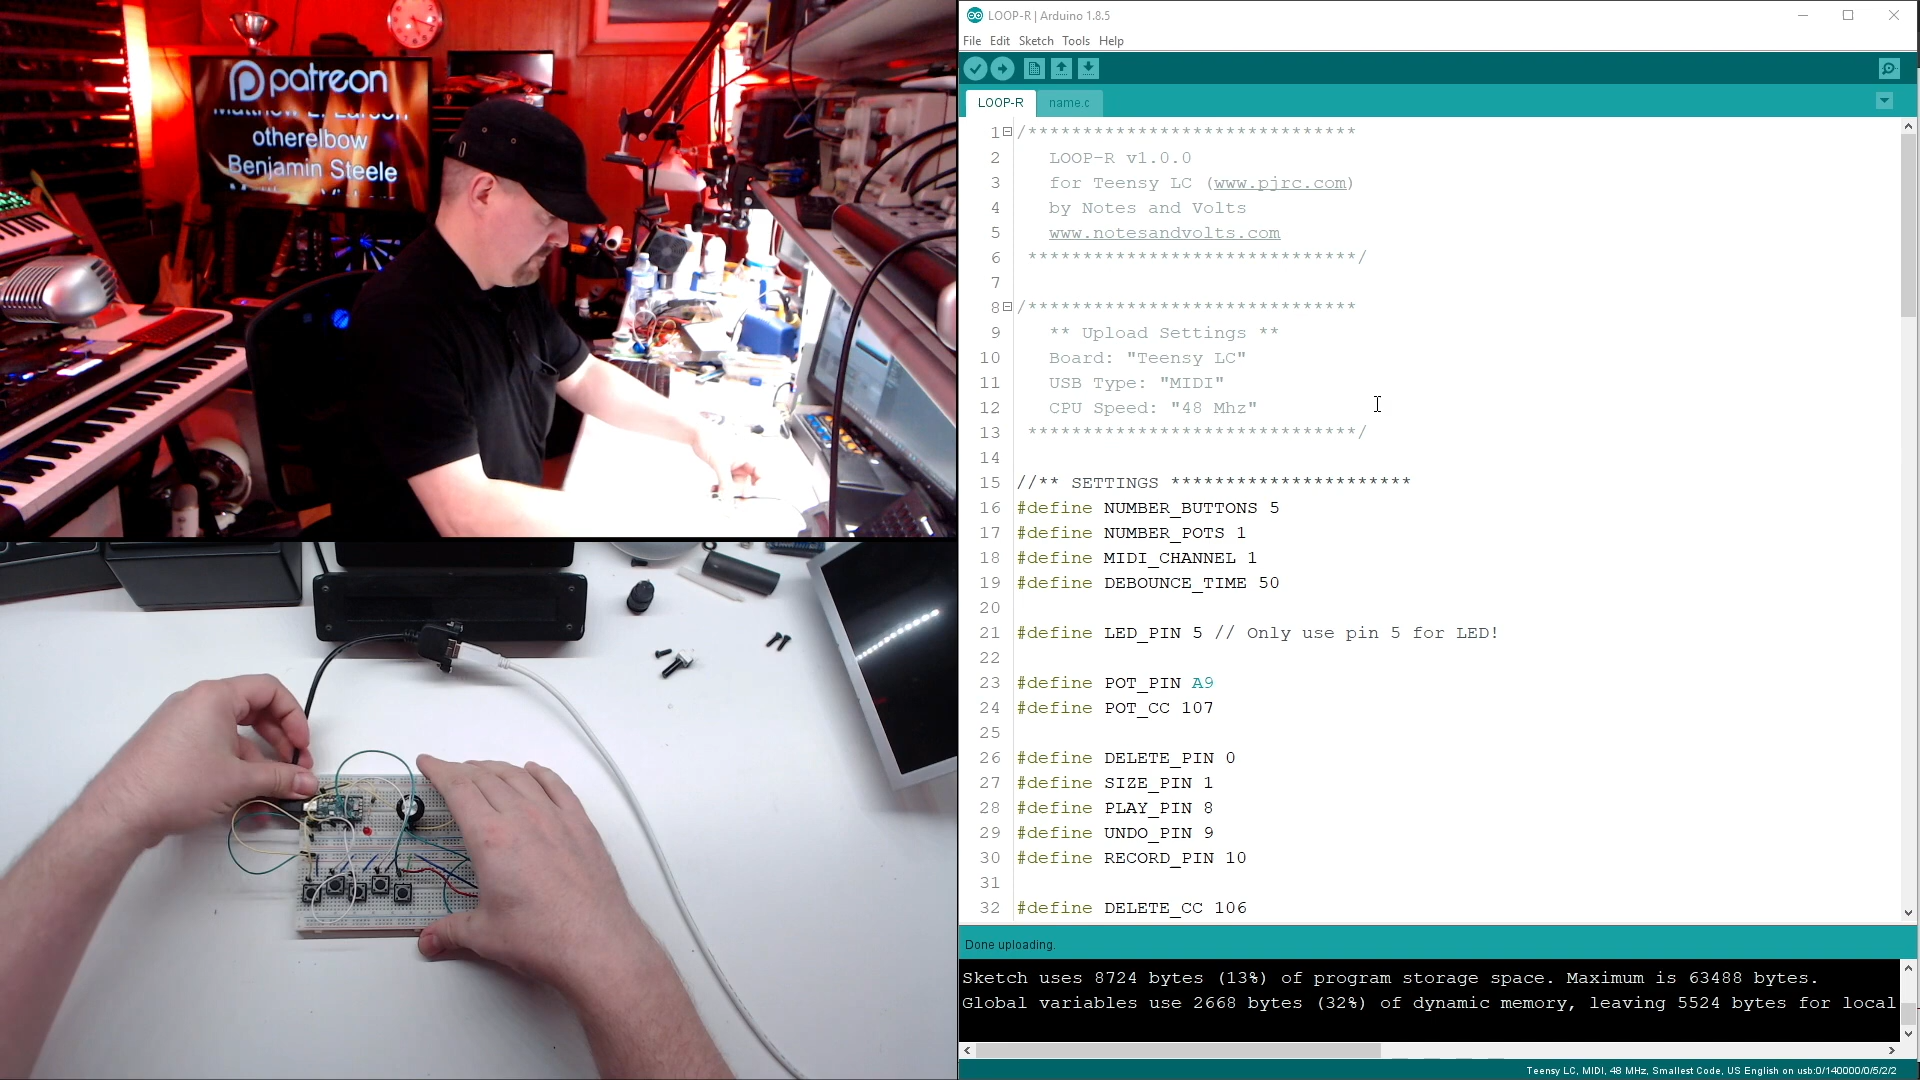 patreon
Matthew L. Larson
otherelbow
Benjamin Steele
LOOP-R | Arduino 1.8.5
File Edit Sketch Tools Help
LOOP-R name.c
1 /******************************
2 LOOP-R v1.0.0
3 for Teensy LC (www.pjrc.com)
4 by Notes and Volts
5 www.notesandvolts.com
6 ******************************/
7
8 /******************************
9 ** Upload Settings **
10 Board: "Teensy LC"
11 USB Type: "MIDI"
12 CPU Speed: "48 Mhz"
13 ******************************/
14
15 //** SETTINGS **********************
16 #define NUMBER_BUTTONS 5
17 #define NUMBER_POTS 1
18 #define MIDI_CHANNEL 1
19 #define DEBOUNCE_TIME 50
20
21 #define LED_PIN 5 // Only use pin 5 for LED!
22
23 #define POT_PIN A9
24 #define POT_CC 107
25
26 #define DELETE_PIN 0
27 #define SIZE_PIN 1
28 #define PLAY_PIN 8
29 #define UNDO_PIN 9
30 #define RECORD_PIN 10
31
32 #define DELETE_CC 106
Done uploading.
Sketch uses 8724 bytes (13%) of program storage space. Maximum is 63488 bytes.
Global variables use 2668 bytes (32%) of dynamic memory, leaving 5524 bytes for local
Teensy LC, MIDI, 48 MHz, Smallest Code, US English on usb:0/140000/0/5/2/2